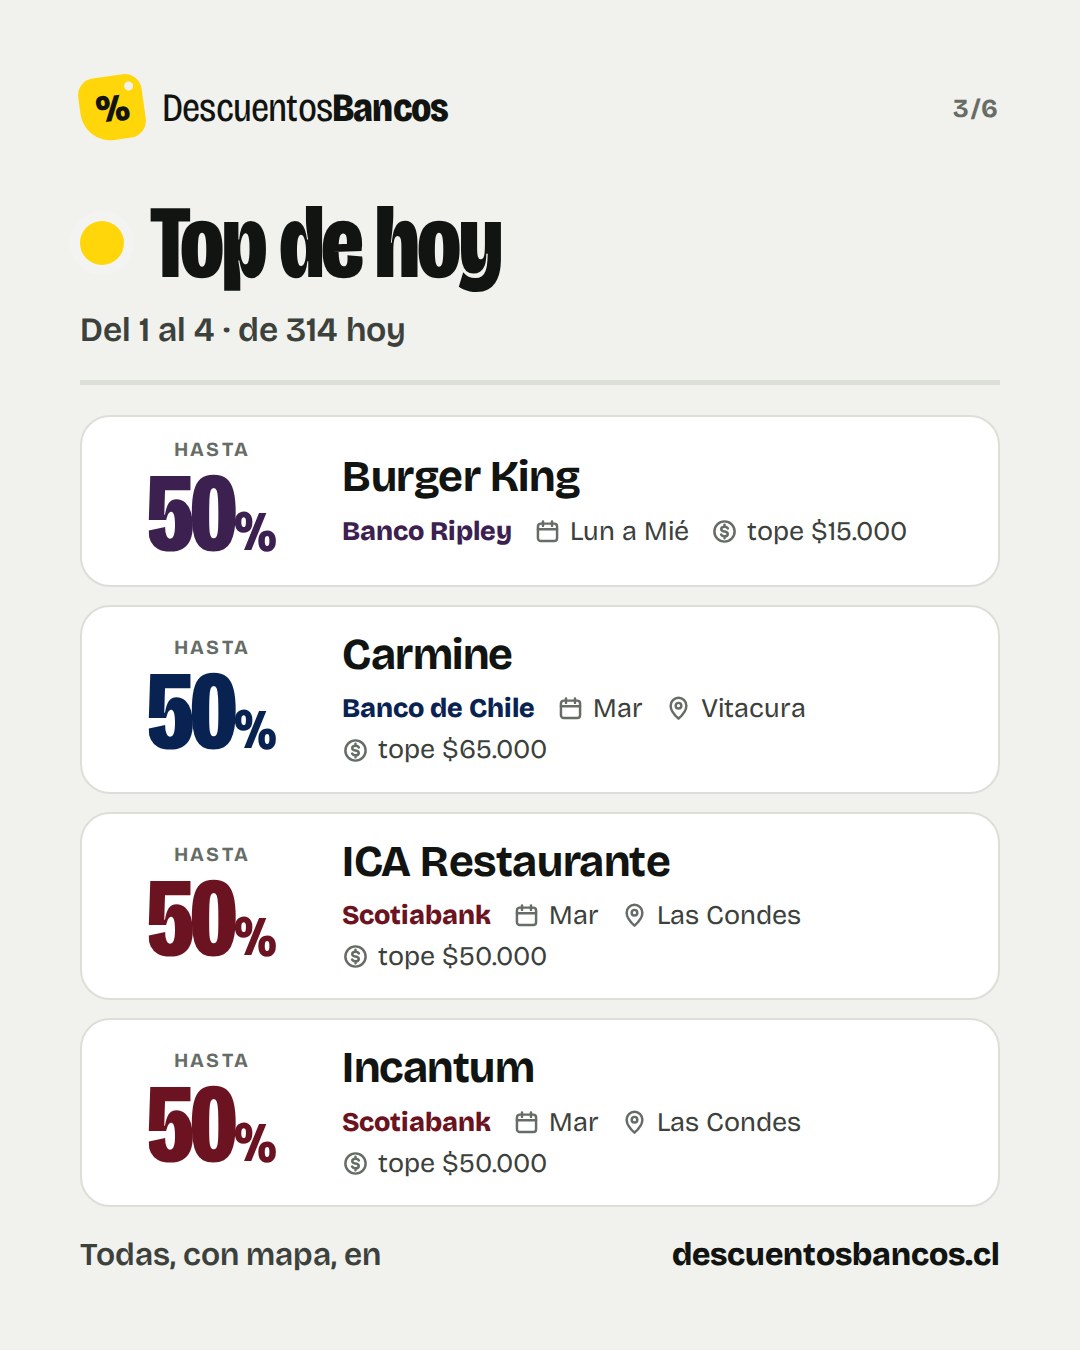 %
DescuentosBancos
3/6
Top de hoy
Del 1 al 4 · de 314 hoy
HASTA
50%
Burger King
Banco Ripley Lun a Mié tope $15.000
HASTA
50%
Carmine
Banco de Chile Mar Vitacura
tope $65.000
HASTA
50%
ICA Restaurante
Scotiabank Mar Las Condes
tope $50.000
HASTA
50%
Incantum
Scotiabank Mar Las Condes
tope $50.000
Todas, con mapa, en
descuentosbancos.cl